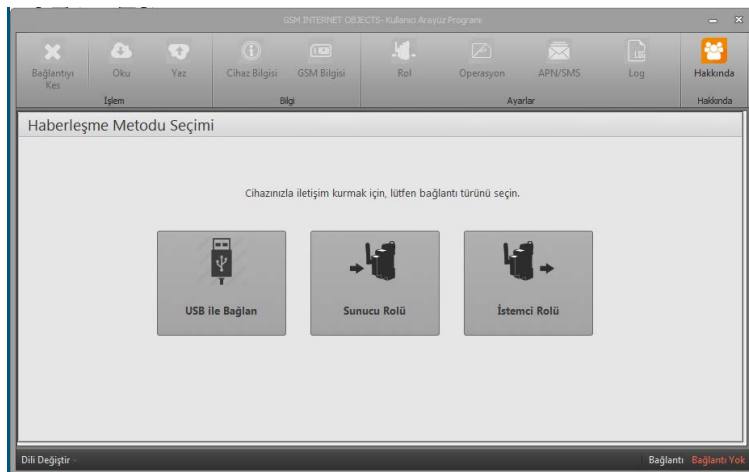 GSM INTERNET OBJECTS- Kullanıcı Arayüz Programı
Bağlantıyı Kes
Oku
Yaz
Cihaz Bilgisi
GSM Bilgisi
Rol
Operasyon
APN/SMS
LOG
Log
Hakkında
İşlem
Bilgi
Ayarlar
Hakkında
Haberleşme Metodu Seçimi
Cihazınızla iletişim kurmak için, lütfen bağlantı türünü seçin.
USB ile Bağlan
Sunucu Rolü
İstemci Rolü
Dili Değiştir
Bağlantı Bağlantı Yok